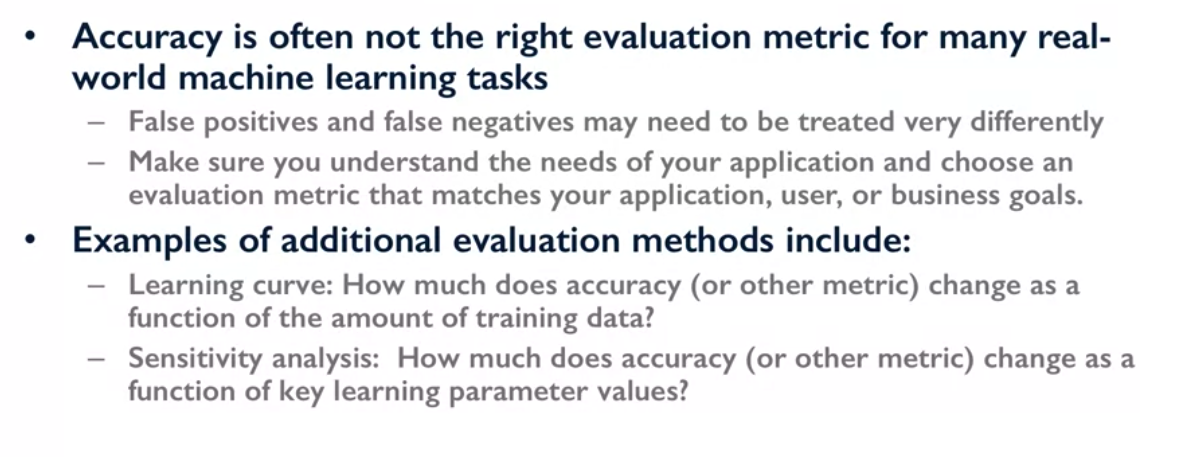 • Accuracy is often not the right evaluation metric for many real-
world machine learning tasks
– False positives and false negatives may need to be treated very differently
– Make sure you understand the needs of your application and choose an
evaluation metric that matches your application, user, or business goals.
• Examples of additional evaluation methods include:
– Learning curve: How much does accuracy (or other metric) change as a
function of the amount of training data?
– Sensitivity analysis:  How much does accuracy (or other metric) change as a
function of key learning parameter values?